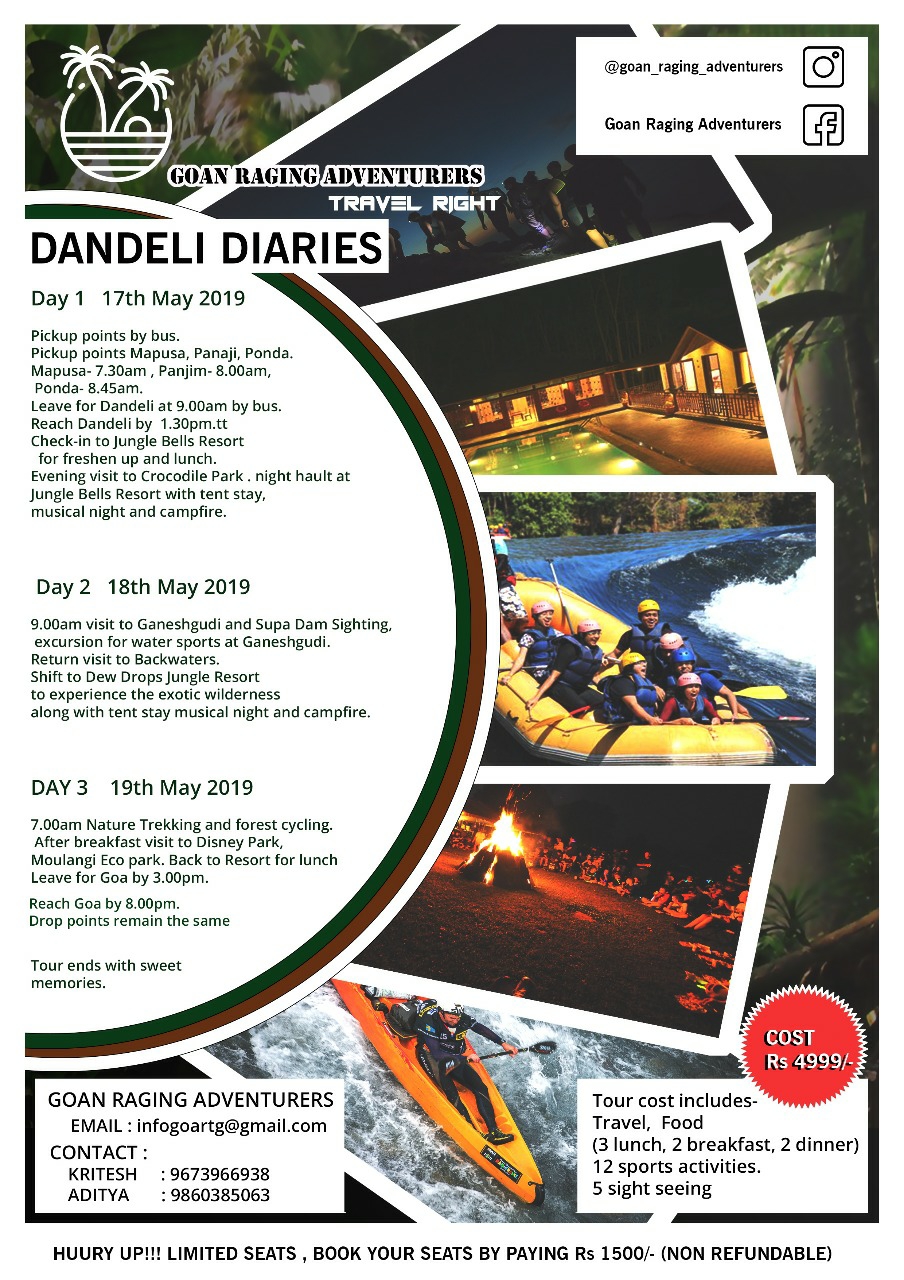 @goan_raging_adventurers
Goan Raging Adventurers
GOAN RAGING ADVENTURERS
TRAVEL RIGHT
DANDELI DIARIES
Day 1 17th May 2019
Pickup points by bus.
Pickup points Mapusa, Panaji, Ponda.
Mapusa- 7.30am , Panjim- 8.00am,
Ponda- 8.45am.
Leave for Dandeli at 9.00am by bus.
Reach Dandeli by 1.30pm.tt
Check-in to Jungle Bells Resort
for freshen up and lunch.
Evening visit to Crocodile Park . night hault at
Jungle Bells Resort with tent stay,
musical night and campfire.
Day 2 18th May 2019
9.00am visit to Ganeshgudi and Supa Dam Sighting,
excursion for water sports at Ganeshgudi.
Return visit to Backwaters.
Shift to Dew Drops Jungle Resort
to experience the exotic wilderness
along with tent stay musical night and campfire.
DAY 3 19th May 2019
7.00am Nature Trekking and forest cycling.
After breakfast visit to Disney Park,
Moulangi Eco park. Back to Resort for lunch
Leave for Goa by 3.00pm.
Reach Goa by 8.00pm.
Drop points remain the same
Tour ends with sweet
memories.
COST
Rs 4999/-
GOAN RAGING ADVENTURERS
EMAIL : infogoartg@gmail.com
CONTACT :
KRITESH : 9673966938
ADITYA : 9860385063
Tour cost includes-
Travel, Food
(3 lunch, 2 breakfast, 2 dinner)
12 sports activities.
5 sight seeing
HUURY UP!!! LIMITED SEATS , BOOK YOUR SEATS BY PAYING Rs 1500/- (NON REFUNDABLE)